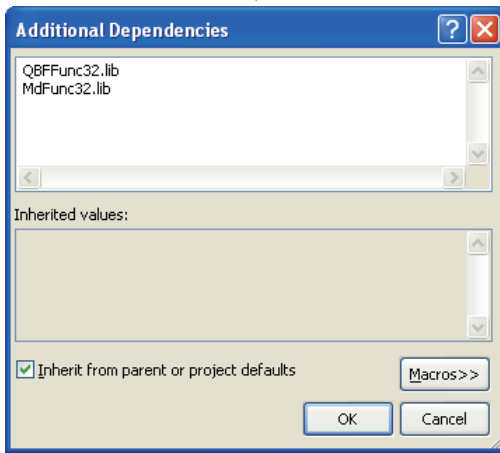 Additional Dependencies
QBFFunc32.lib
MdFunc32.lib
Inherited values:
Inherit from parent or project defaults
Macros>>
OK
Cancel